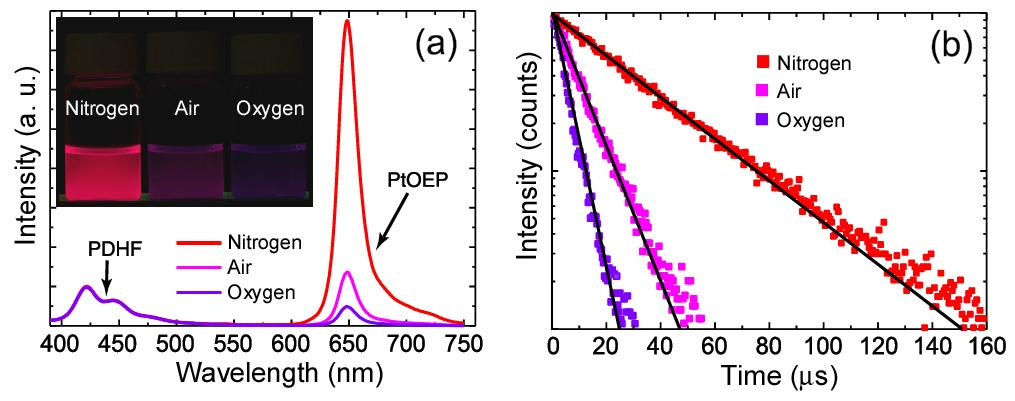 (a)
Nitrogen Air Oxygen
PtOEP
PDHF
Nitrogen
Air
Oxygen
Intensity (a. u.)
400 450 500 550 600 650 700 750
Wavelength (nm)
(b)
Nitrogen
Air
Oxygen
Intensity (counts)
0 20 40 60 80 100 120 140 160
Time (μs)